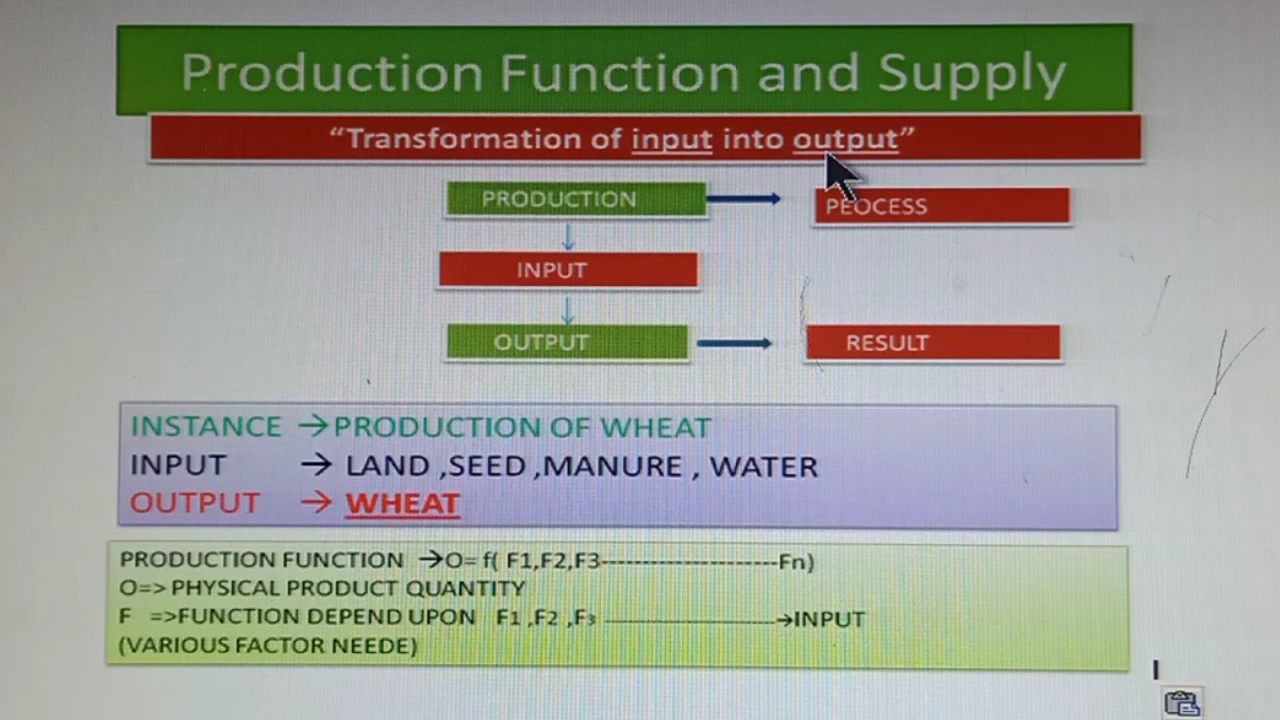 Production Function and Supply
“Transformation of input into output”
PRODUCTION
PEOCESS
INPUT
OUTPUT
RESULT
INSTANCE →PRODUCTION OF WHEAT
INPUT → LAND ,SEED ,MANURE , WATER
OUTPUT → WHEAT
PRODUCTION FUNCTION →O= f( F1,F2,F3----------------------Fn)
O=> PHYSICAL PRODUCT QUANTITY
F =>FUNCTION DEPEND UPON F1 ,F2 ,F3 ----------------------→INPUT
(VARIOUS FACTOR NEEDE)